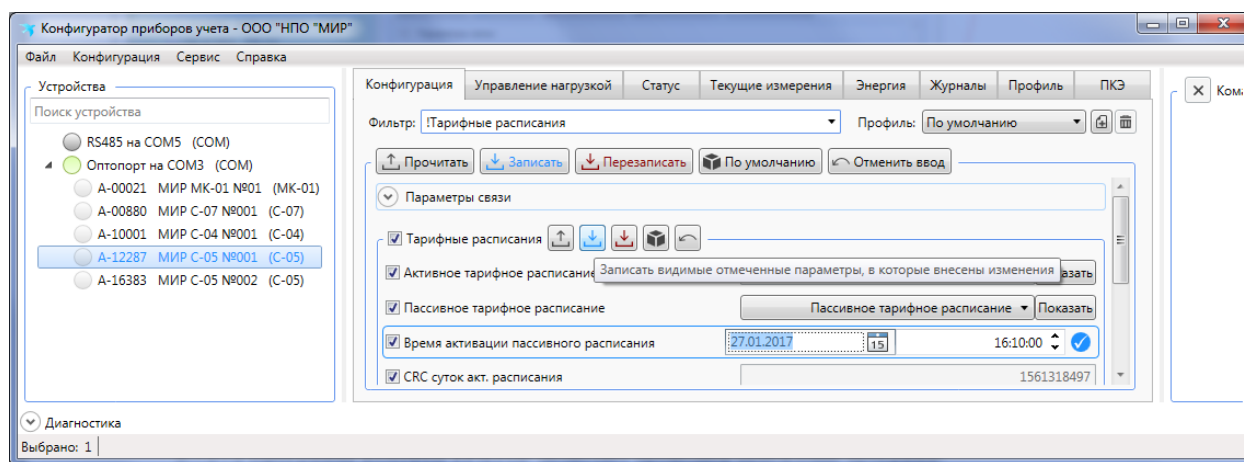 Конфигуратор приборов учета - ООО "НПО "МИР"
Файл Конфигурация Сервис Справка
Устройства
Поиск устройства
RS485 на COM5 (COM)
Оптопорт на COM3 (COM)
А-00021 МИР МК-01 №01 (МК-01)
А-00880 МИР С-07 №001 (С-07)
А-10001 МИР С-04 №001 (С-04)
А-12287 МИР С-05 №001 (С-05)
А-16383 МИР С-05 №002 (С-05)
Конфигурация Управление нагрузкой Статус Текущие измерения Энергия Журналы Профиль ПКЭ
Фильтр: !Тарифные расписания Профиль: По умолчанию
Прочитать Записать Перезаписать По умолчанию Отменить ввод
Параметры связи
Тарифные расписания
Активное тарифное расписание
Записать видимые отмеченные параметры, в которые внесены изменения
Пассивное тарифное расписание Пассивное тарифное расписание Показать
Время активации пассивного расписания 27.01.2017 15 16:10:00
CRC суток акт. расписания 1561318497
Диагностика
Выбрано: 1